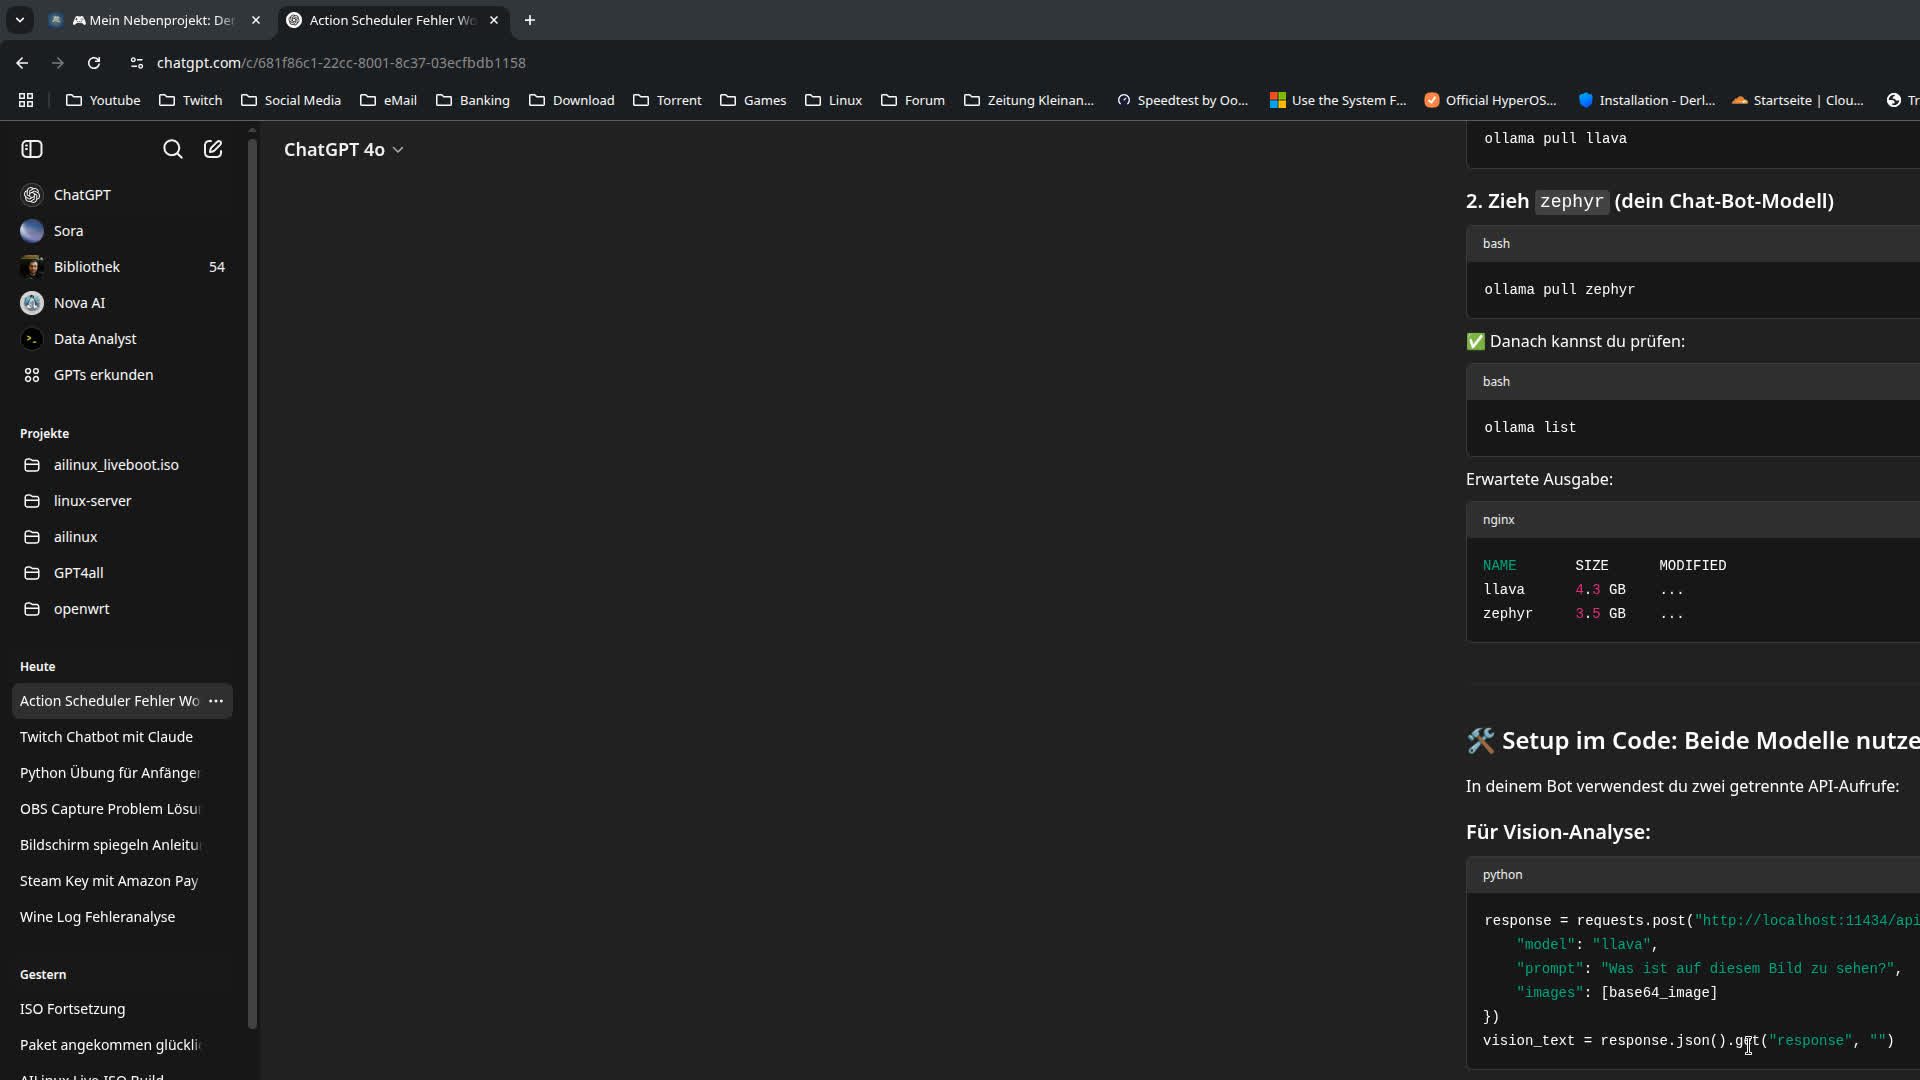 🎮 Mein Nebenprojekt: De
Action Scheduler Fehler Wo
chatgpt.com/c/681f86c1-22cc-8001-8c37-03ecfbdb1158
Youtube
Twitch
Social Media
eMail
Banking
Download
Torrent
Games
Linux
Forum
Zeitung Kleinan...
Speedtest by Oo...
Use the System F...
Official HyperOS...
Installation - Derl...
Startseite | Clou...
Tr
ChatGPT
Sora
Bibliothek 54
Nova AI
Data Analyst
GPTs erkunden
Projekte
ailinux_liveboot.iso
linux-server
ailinux
GPT4all
openwrt
Heute
Action Scheduler Fehler Wo
Twitch Chatbot mit Claude
Python Übung für Anfänger
OBS Capture Problem Lösu
Bildschirm spiegeln Anleitu
Steam Key mit Amazon Pay
Wine Log Fehleranalyse
Gestern
ISO Fortsetzung
Paket angekommen glückli
AILinux Live ISO Build
ChatGPT 4o
ollama pull llava
2. Zieh zephyr (dein Chat-Bot-Modell)
bash
ollama pull zephyr
✅ Danach kannst du prüfen:
bash
ollama list
Erwartete Ausgabe:
nginx
NAME SIZE MODIFIED
llava 4.3 GB ...
zephyr 3.5 GB ...
🛠️ Setup im Code: Beide Modelle nutze
In deinem Bot verwendest du zwei getrennte API-Aufrufe:
Für Vision-Analyse:
python
response = requests.post("http://localhost:11434/api
"model": "llava",
"prompt": "Was ist auf diesem Bild zu sehen?",
"images": [base64_image]
})
vision_text = response.json().get("response", "")